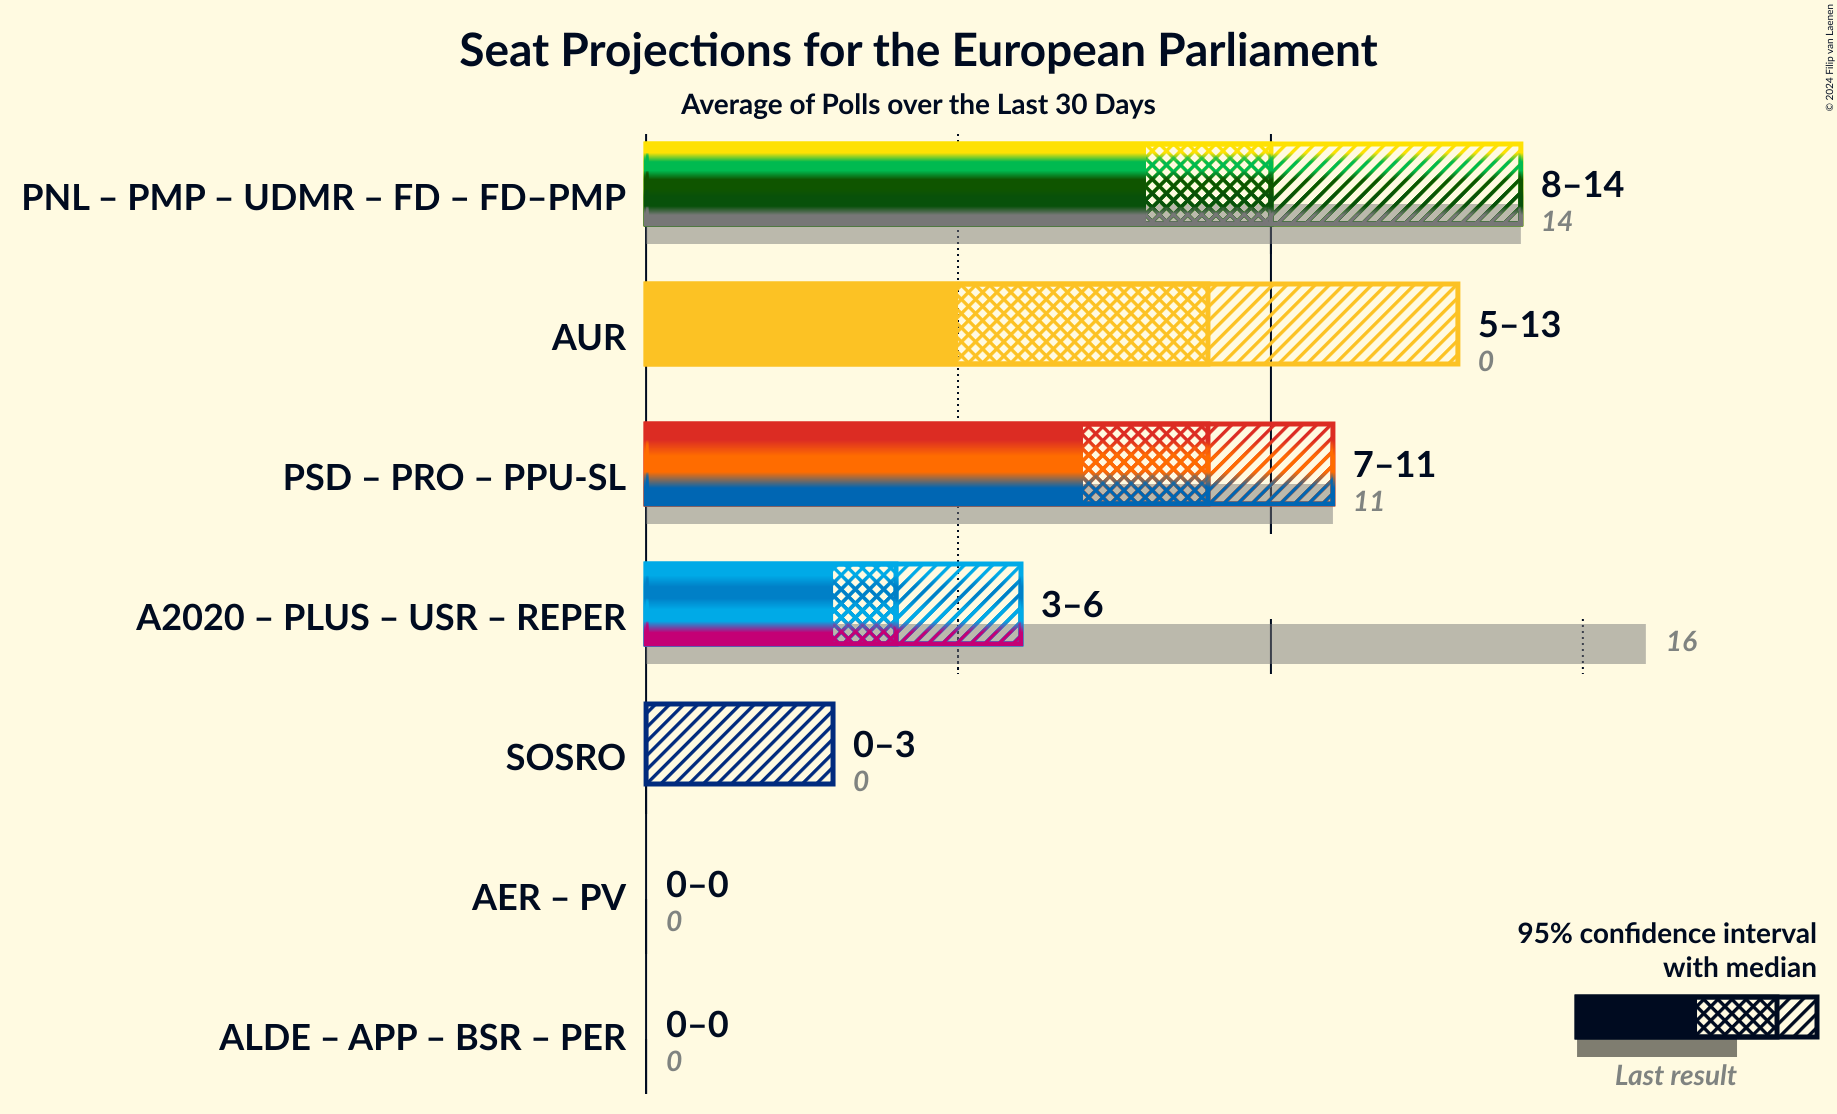 Seat Projections for the European Parliament
Average of Polls over the Last 30 Days
© 2024 Filip van Laenen
PNL – PMP – UDMR – FD – FD–PMP
8–14
14
AUR
5–13
0
PSD – PRO – PPU-SL
7–11
11
A2020 – PLUS – USR – REPER
3–6
16
SOSRO
0–3
0
AER – PV
0–0
0
ALDE – APP – BSR – PER
0–0
0
95% confidence interval
with median
Last result